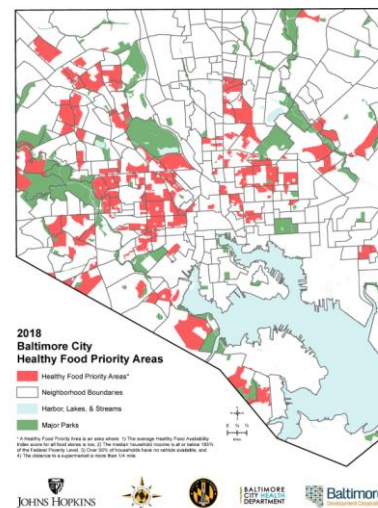 2018
Baltimore City
Healthy Food Priority Areas
Healthy Food Priority Areas*
Neighborhood Boundaries
Harbor, Lakes, & Streams
Major Parks
* A Healthy Food Priority Area is an area where: 1) The average Healthy Food Availability
Index score for all food stores is low, 2) The median household income is at or below 185%
of the Federal Poverty Level, 3) Over 30% of households have no vehicle available, and
4) The distance to a supermarket is more than 1/4 mile.
JOHNS HOPKINS
BALTIMORE
CITY HEALTH
DEPARTMENT
Baltimore
Development Corporation